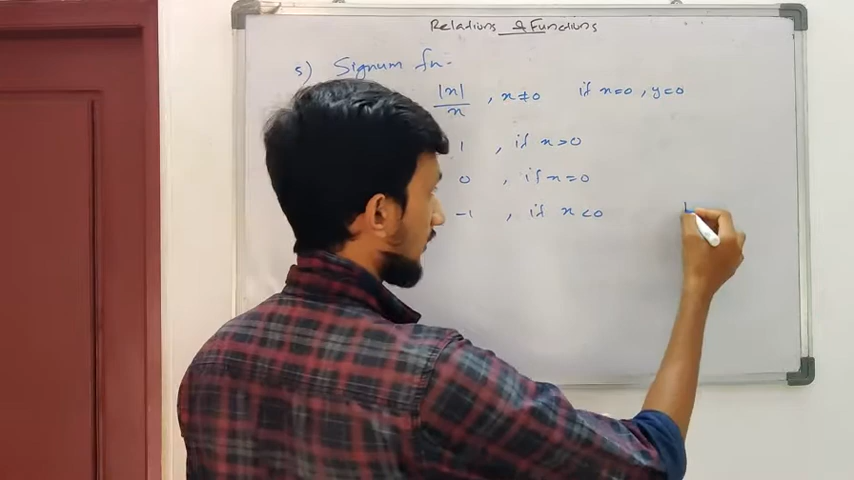 Relations & Functions
5) Signum fn:-
|x|/x , x≠0 if x=0, y=0
1 , if x>0
0 , if x=0
-1 , if x<0